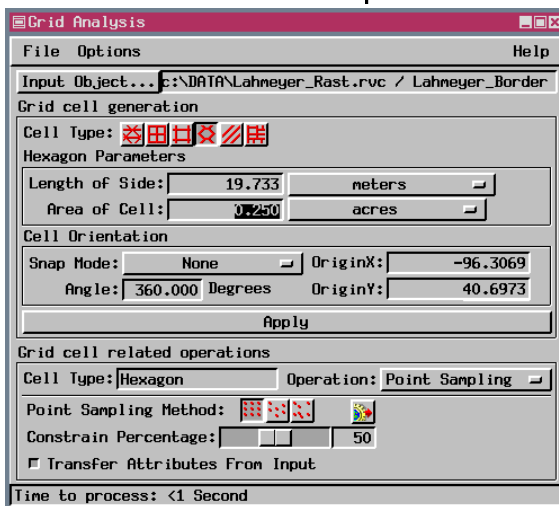 Grid Analysis
File Options Help
Input Object... c:\DATA\Lahmeyer_Rast.rvc / Lahmeyer_Border
Grid cell generation
Cell Type:
Hexagon Parameters
Length of Side: 19.733 meters
Area of Cell: 0.250 acres
Cell Orientation
Snap Mode: None OriginX: -96.3069
Angle: 360.000 Degrees OriginY: 40.6973
Apply
Grid cell related operations
Cell Type: Hexagon Operation: Point Sampling
Point Sampling Method:
Constrain Percentage: 50
Transfer Attributes From Input
Time to process: <1 Second